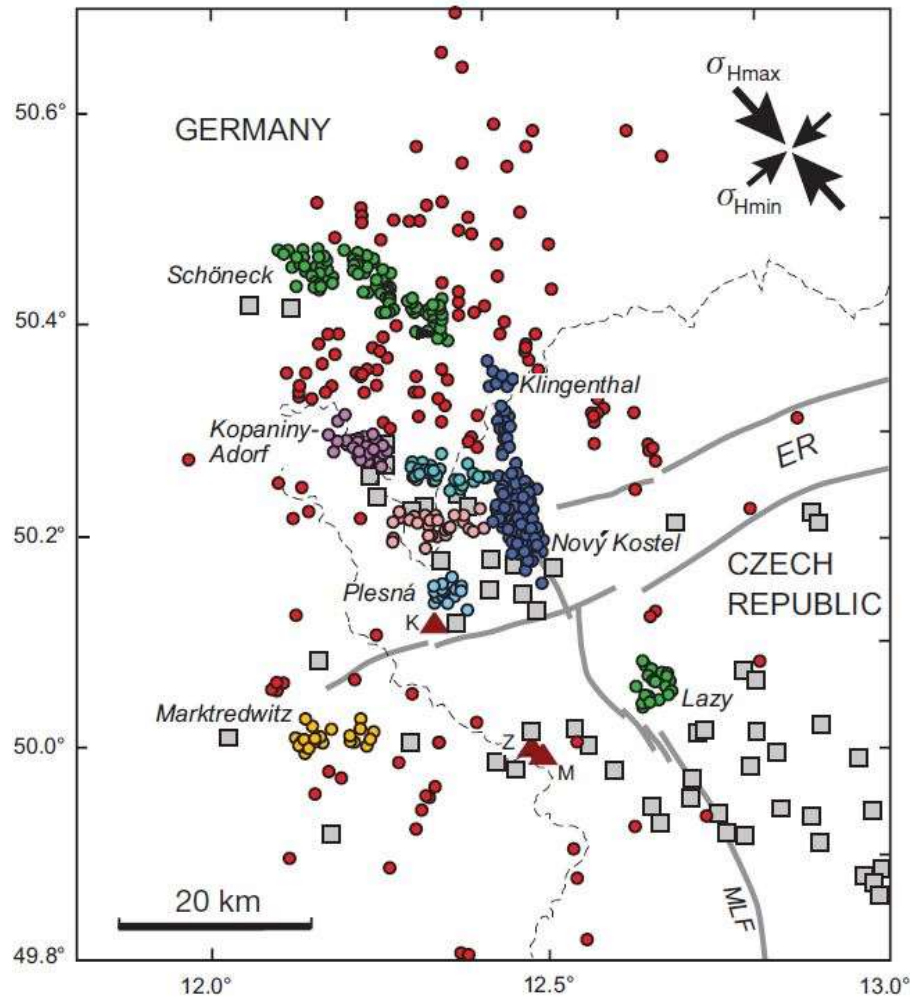 σHmax
50.6°
GERMANY
σHmin
Schöneck
50.4°
Klingenthal
Kopaniny-
Adorf
ER
50.2°
Nový Kostel
CZECH
REPUBLIC
Plesná
K
Lazy
Marktredwitz
50.0°
Z
M
20 km
MLF
49.8°
12.0°
12.5°
13.0°